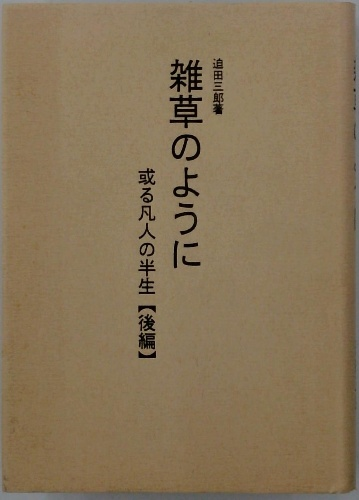 迫田三郎著
雑草のように
或る凡人の半生【後編】